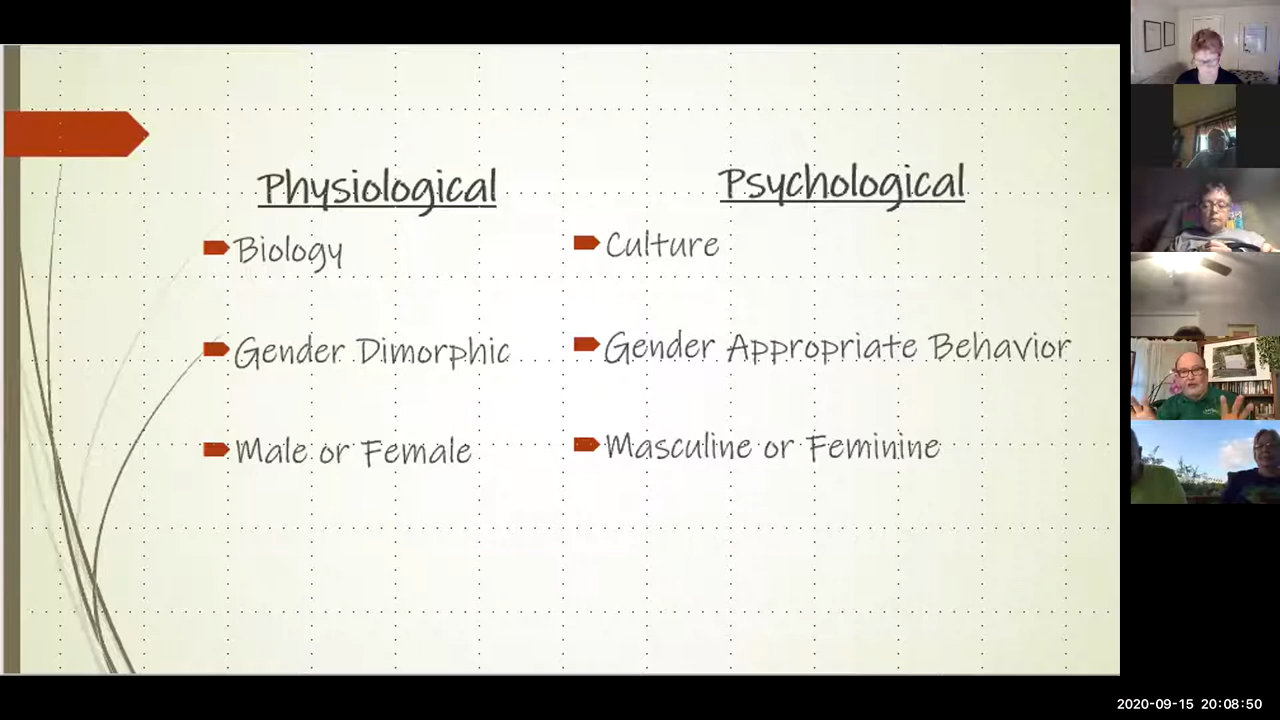 Physiological
Biology
Gender Dimorphic
Male or Female
Psychological
Culture
Gender Appropriate Behavior
Masculine or Feminine
2020-09-15 20:08:50